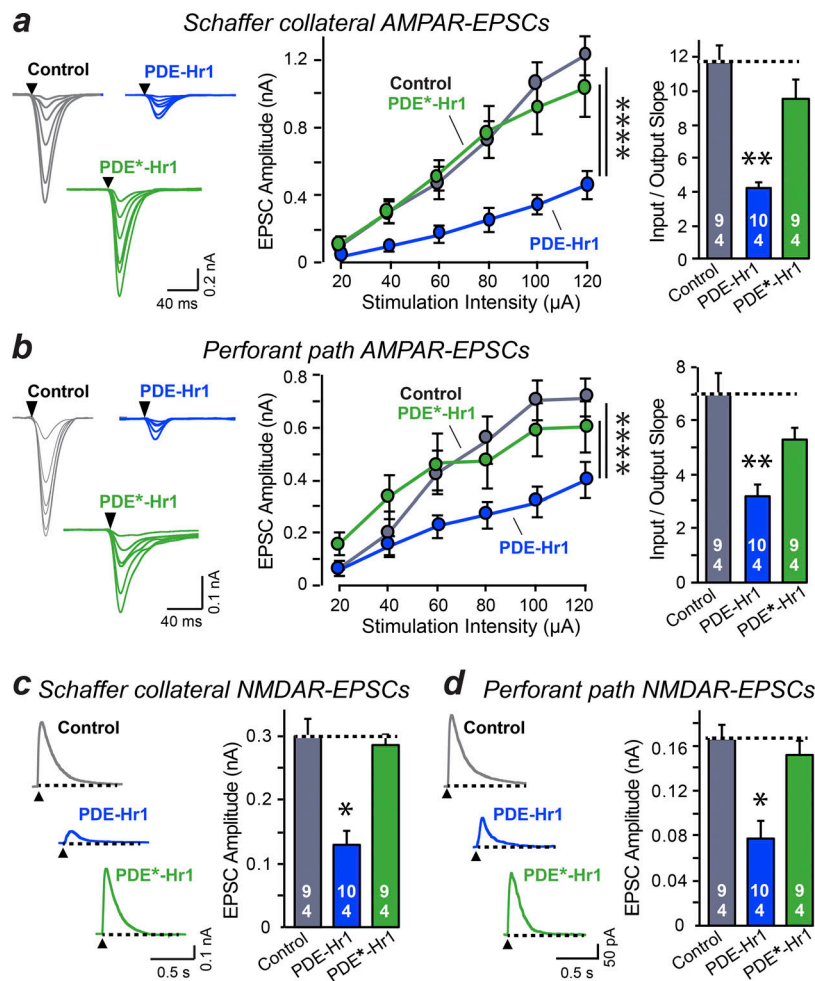 a Schaffer collateral AMPAR-EPSCs
Control
PDE-Hr1
PDE*-Hr1
40 ms
0.2 nA
EPSC Amplitude (nA)
1.2
0.8
0.4
0
Control
PDE*-Hr1
PDE-Hr1
****
20 40 60 80 100 120
Stimulation Intensity (µA)
Input / Output Slope
12
10
8
6
4
2
0
**
9 10 9
4 4 4
Control PDE-Hr1 PDE*-Hr1
b Perforant path AMPAR-EPSCs
Control
PDE-Hr1
PDE*-Hr1
40 ms
0.1 nA
EPSC Amplitude (nA)
0.8
0.6
0.4
0.2
0
Control
PDE*-Hr1
PDE-Hr1
****
20 40 60 80 100 120
Stimulation Intensity (µA)
Input / Output Slope
8
6
4
2
0
**
9 10 9
4 4 4
Control PDE-Hr1 PDE*-Hr1
c Schaffer collateral NMDAR-EPSCs
Control
PDE-Hr1
PDE*-Hr1
0.5 s
0.1 nA
EPSC Amplitude (nA)
0.3
0.2
0.1
0
*
9 10 9
4 4 4
Control PDE-Hr1 PDE*-Hr1
d Perforant path NMDAR-EPSCs
Control
PDE-Hr1
PDE*-Hr1
0.5 s
50 pA
EPSC Amplitude (nA)
0.16
0.12
0.08
0.04
0
*
9 10 9
4 4 4
Control PDE-Hr1 PDE*-Hr1